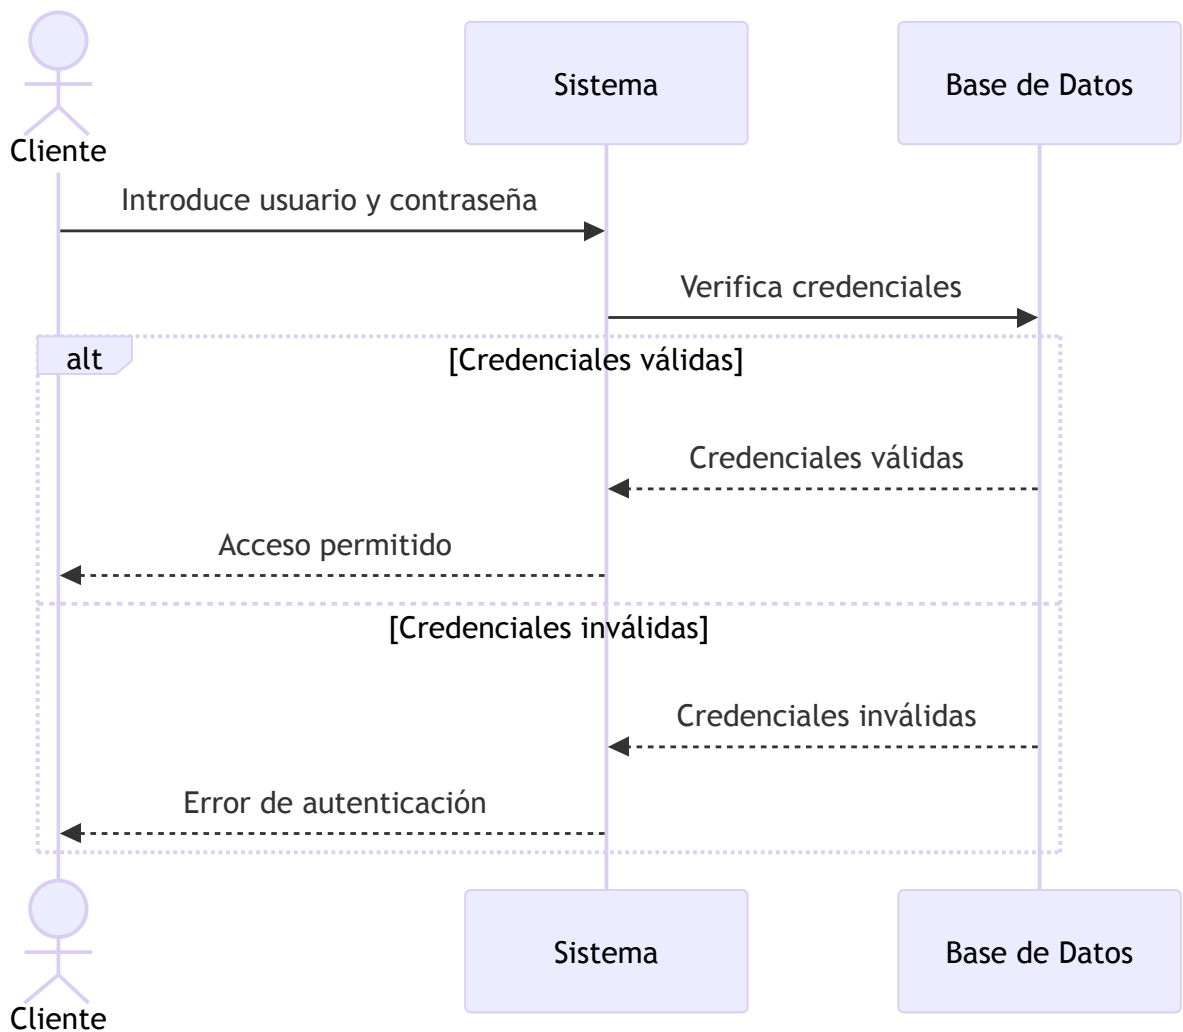 Sistema
Base de Datos
Cliente
Introduce usuario y contraseña
Verifica credenciales
alt
[Credenciales válidas]
Credenciales válidas
Acceso permitido
[Credenciales inválidas]
Credenciales inválidas
Error de autenticación
Sistema
Base de Datos
Cliente